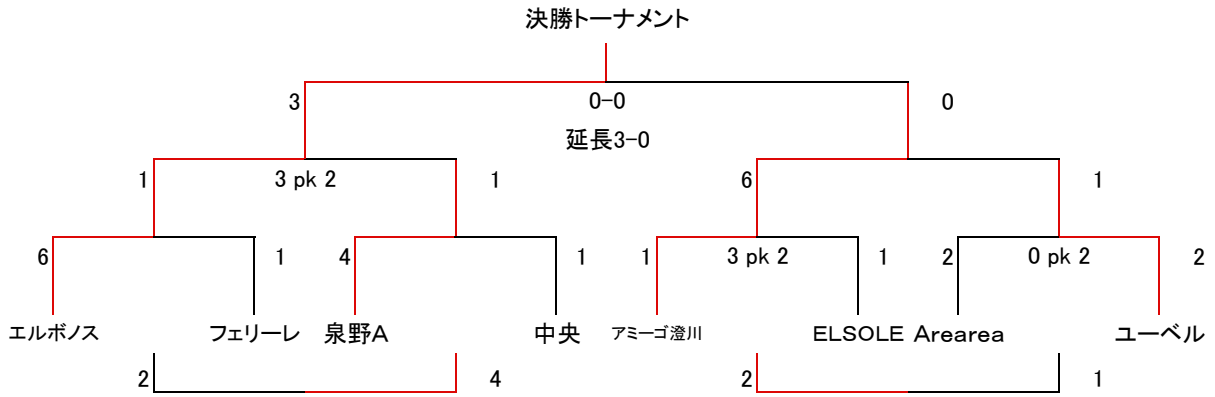 決勝トーナメント
3 0-0 0
延長3-0
1 3 pk 2 1 6 1
6 1 4 1 1 3 pk 2 1 2 0 pk 2 2
エルボノス フェリーレ 泉野A 中央 アミーゴ澄川 ELSOLE Arearea ユーベル
2 4 2 1